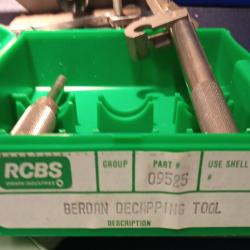 RCBS
GROUP
PART #
USE SHELL
09525
#
BERDAN DECAPPING TOOL
DESCRIPTION